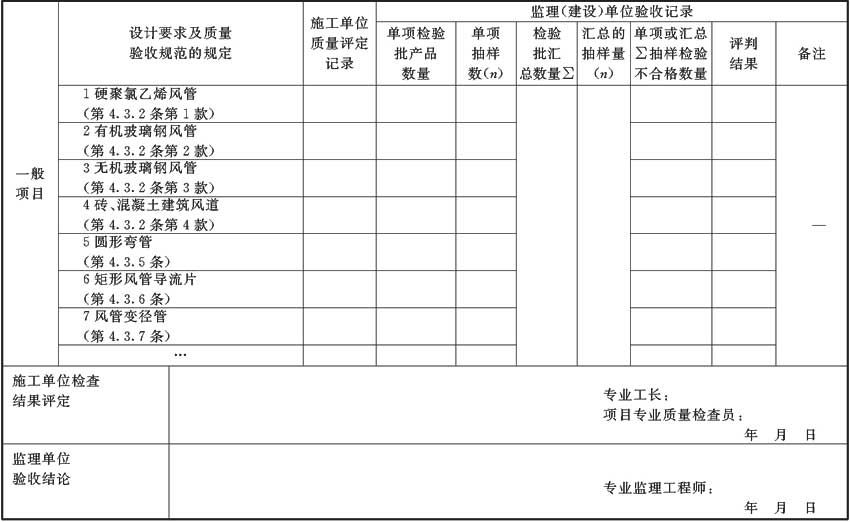 设计要求及质量
验收规范的规定
施工单位
质量评定
记录
监理(建设)单位验收记录
单项检验
批产品
数量
单项
抽样
数(n)
检验
批汇
总数量∑
汇总的
抽样量
(n)
单项或汇总
∑抽样检验
不合格数量
评判
结果
备注
一般
项目
1 硬聚氯乙烯风管
(第 4.3.2 条第 1 款)
2 有机玻璃钢风管
(第 4.3.2 条第 2 款)
3 无机玻璃钢风管
(第 4.3.2 条第 3 款)
4 砖、混凝土建筑风道
(第 4.3.2 条第 4 款)
5 圆形弯管
(第 4.3.5 条)
6 矩形风管导流片
(第 4.3.6 条)
7 风管变径管
(第 4.3.7 条)
…
—
施工单位检查
结果评定
专业工长:
项目专业质量检查员:
年 月 日
监理单位
验收结论
专业监理工程师:
年 月 日